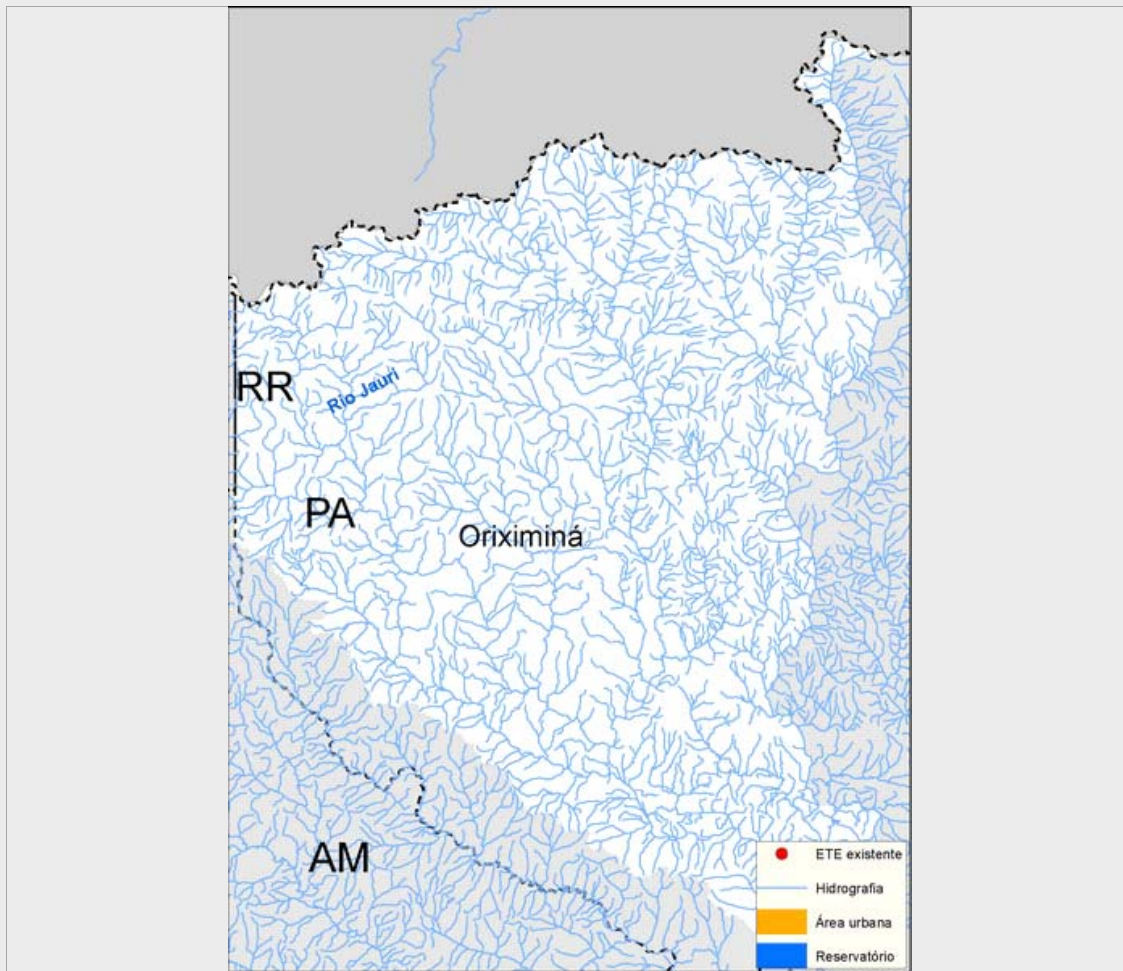 RR
Rio Jauri
PA
Oriximiná
AM
ETE existente
Hidrografia
Área urbana
Reservatório